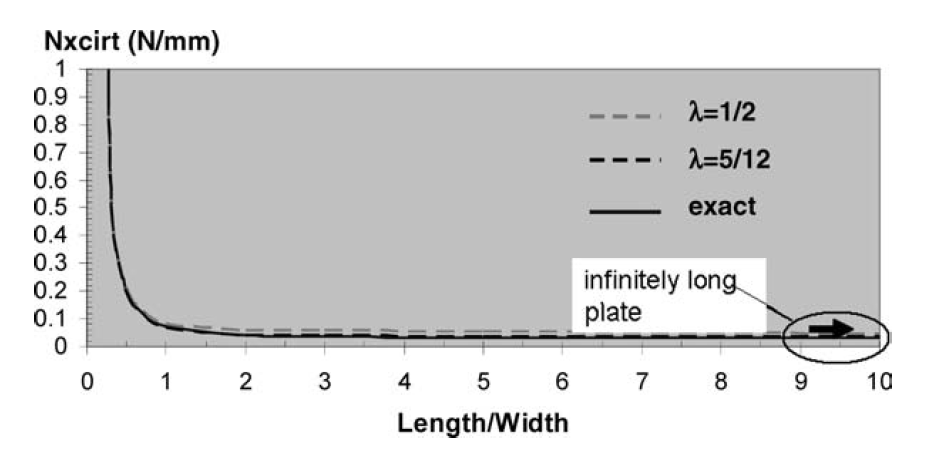 Nxcirt (N/mm)
1
0.9
0.8
0.7
0.6
0.5
0.4
0.3
0.2
0.1
0
λ=1/2
λ=5/12
exact
infinitely long
plate
0 1 2 3 4 5 6 7 8 9 10
Length/Width